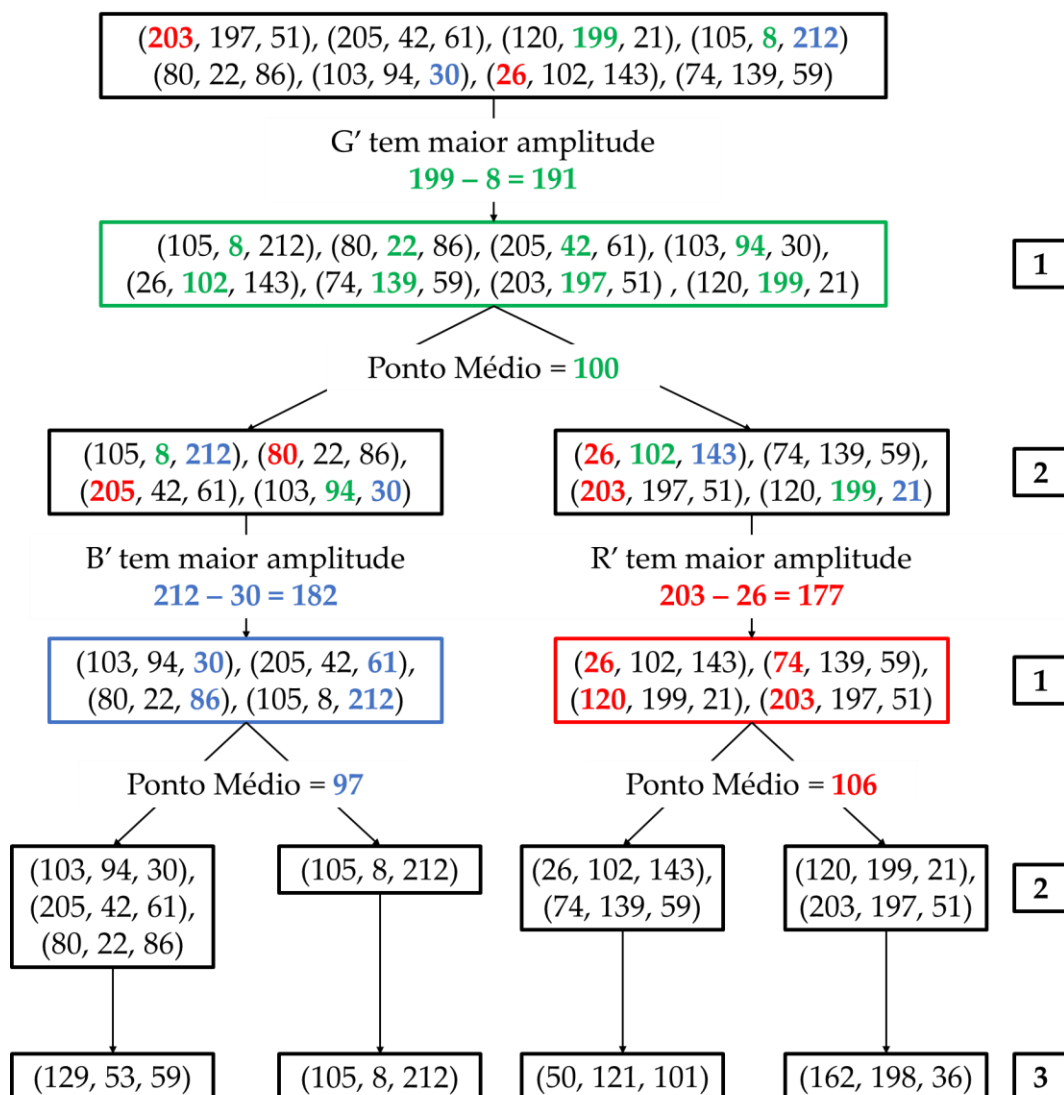 (203, 197, 51), (205, 42, 61), (120, 199, 21), (105, 8, 212)
(80, 22, 86), (103, 94, 30), (26, 102, 143), (74, 139, 59)
G’ tem maior amplitude
199 – 8 = 191
(105, 8, 212), (80, 22, 86), (205, 42, 61), (103, 94, 30),
(26, 102, 143), (74, 139, 59), (203, 197, 51) , (120, 199, 21)
1
Ponto Médio = 100
(105, 8, 212), (80, 22, 86),
(205, 42, 61), (103, 94, 30)
(26, 102, 143), (74, 139, 59),
(203, 197, 51), (120, 199, 21)
2
B’ tem maior amplitude
212 – 30 = 182
R’ tem maior amplitude
203 – 26 = 177
(103, 94, 30), (205, 42, 61),
(80, 22, 86), (105, 8, 212)
(26, 102, 143), (74, 139, 59),
(120, 199, 21), (203, 197, 51)
1
Ponto Médio = 97
Ponto Médio = 106
(103, 94, 30),
(205, 42, 61),
(80, 22, 86)
(105, 8, 212)
(26, 102, 143),
(74, 139, 59)
(120, 199, 21),
(203, 197, 51)
2
(129, 53, 59)
(105, 8, 212)
(50, 121, 101)
(162, 198, 36)
3